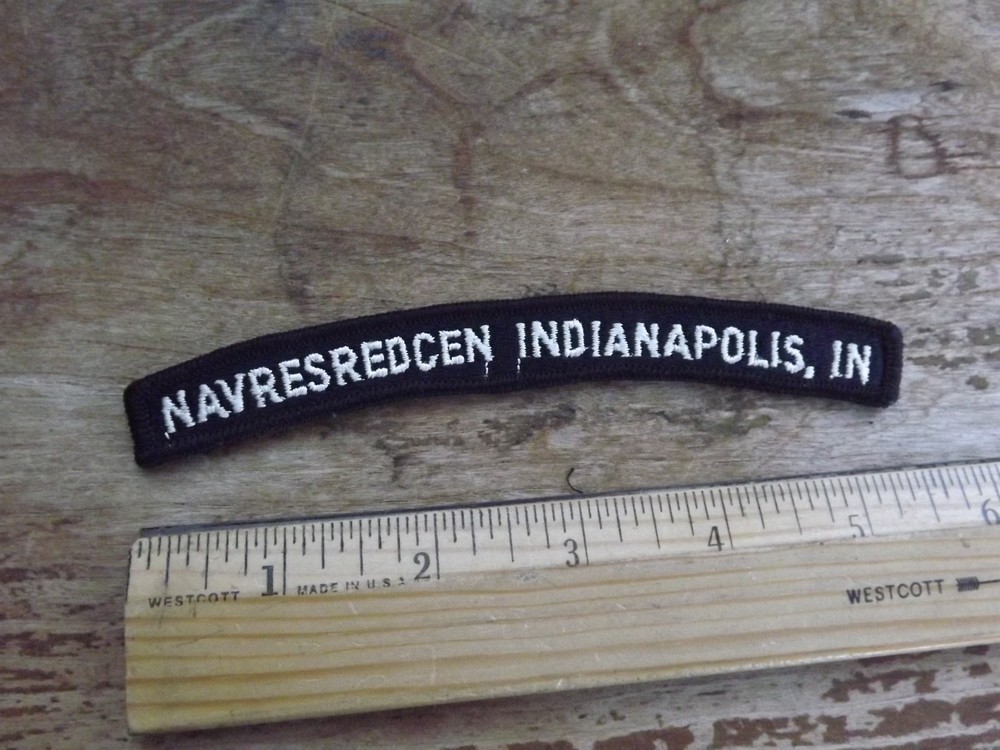 NAVRESREDCEN INDIANAPOLIS, IN
1 2 3 4 5 6
WESTCOTT MADE IN U.S.A. WESTCOTT